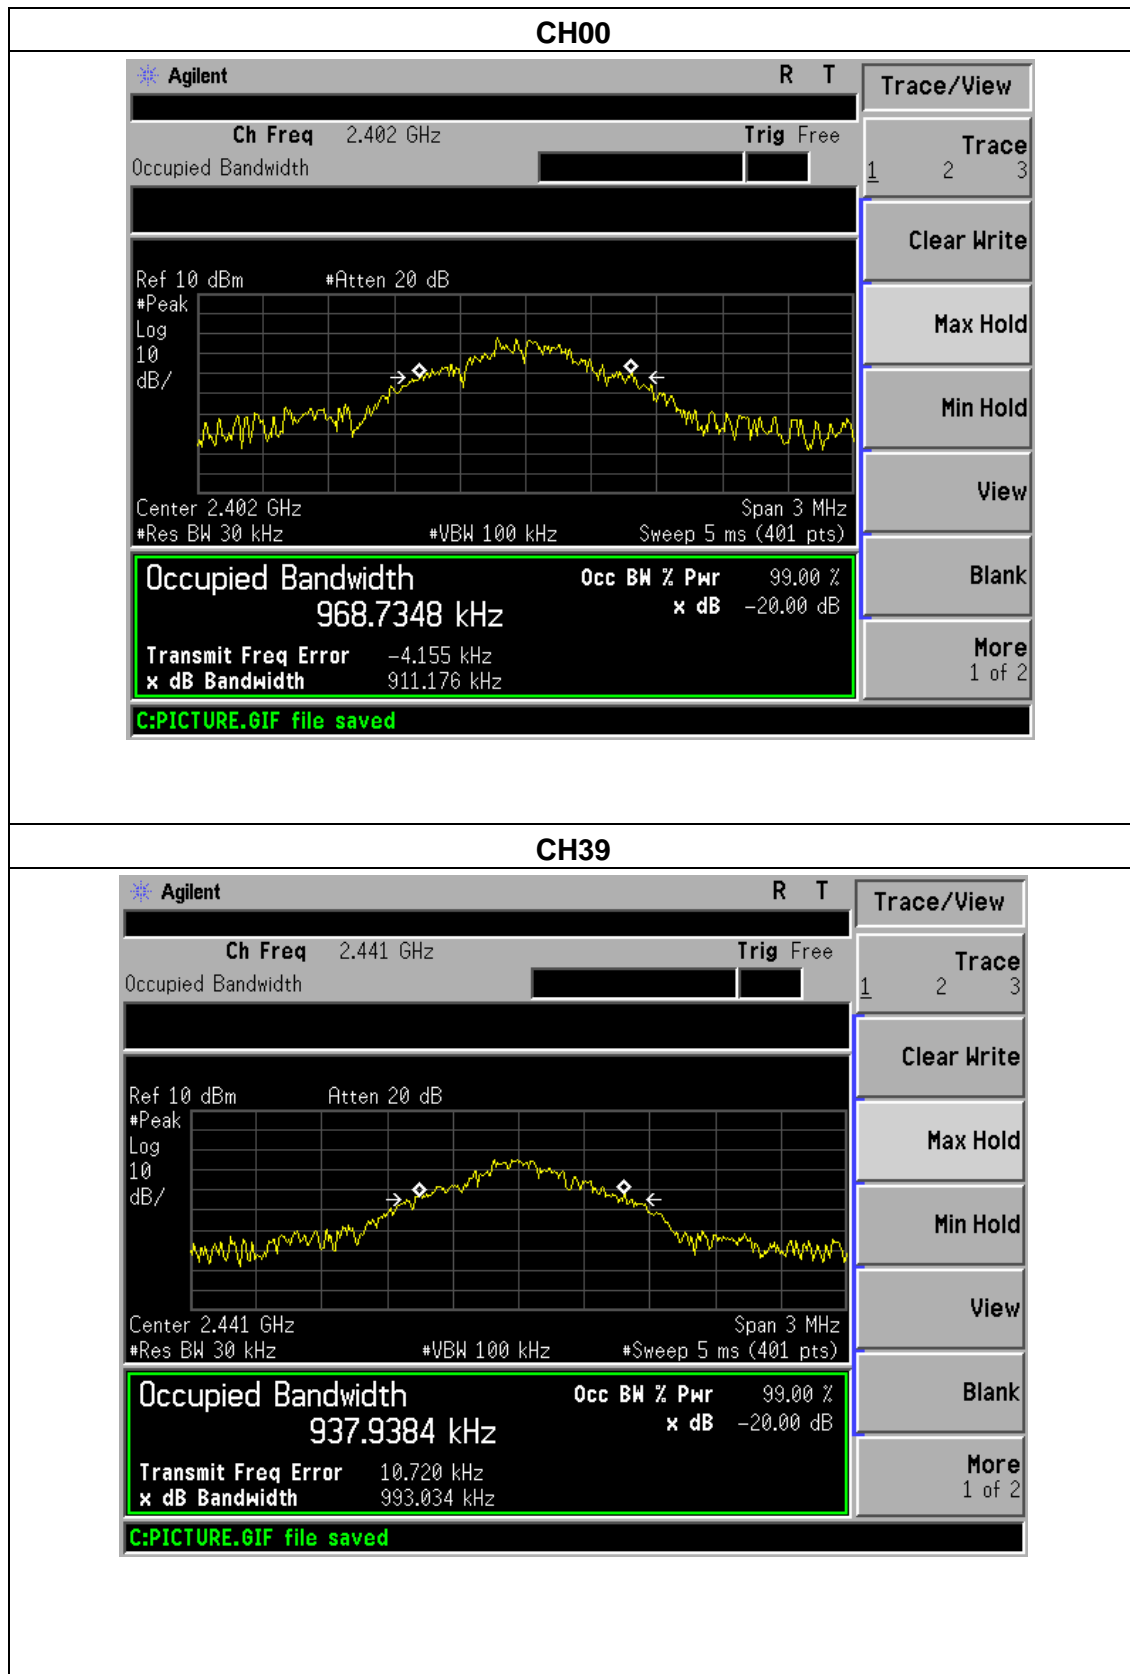 CH00
Agilent R T
Trace/View
Ch Freq 2.402 GHz Trig Free
Occupied Bandwidth
Trace
1 2 3
Clear Write
Ref 10 dBm #Atten 20 dB
#Peak
Log
10
dB/
Max Hold
Min Hold
View
Center 2.402 GHz Span 3 MHz
#Res BW 30 kHz #VBW 100 kHz Sweep 5 ms (401 pts)
Occupied Bandwidth Occ BW % Pwr 99.00 %
968.7348 kHz x dB -20.00 dB
Blank
Transmit Freq Error -4.155 kHz
x dB Bandwidth 911.176 kHz
More
1 of 2
C:PICTURE.GIF file saved
CH39
Agilent R T
Trace/View
Ch Freq 2.441 GHz Trig Free
Occupied Bandwidth
Trace
1 2 3
Clear Write
Ref 10 dBm Atten 20 dB
#Peak
Log
10
dB/
Max Hold
Min Hold
View
Center 2.441 GHz Span 3 MHz
#Res BW 30 kHz #VBW 100 kHz #Sweep 5 ms (401 pts)
Occupied Bandwidth Occ BW % Pwr 99.00 %
937.9384 kHz x dB -20.00 dB
Blank
Transmit Freq Error 10.720 kHz
x dB Bandwidth 993.034 kHz
More
1 of 2
C:PICTURE.GIF file saved